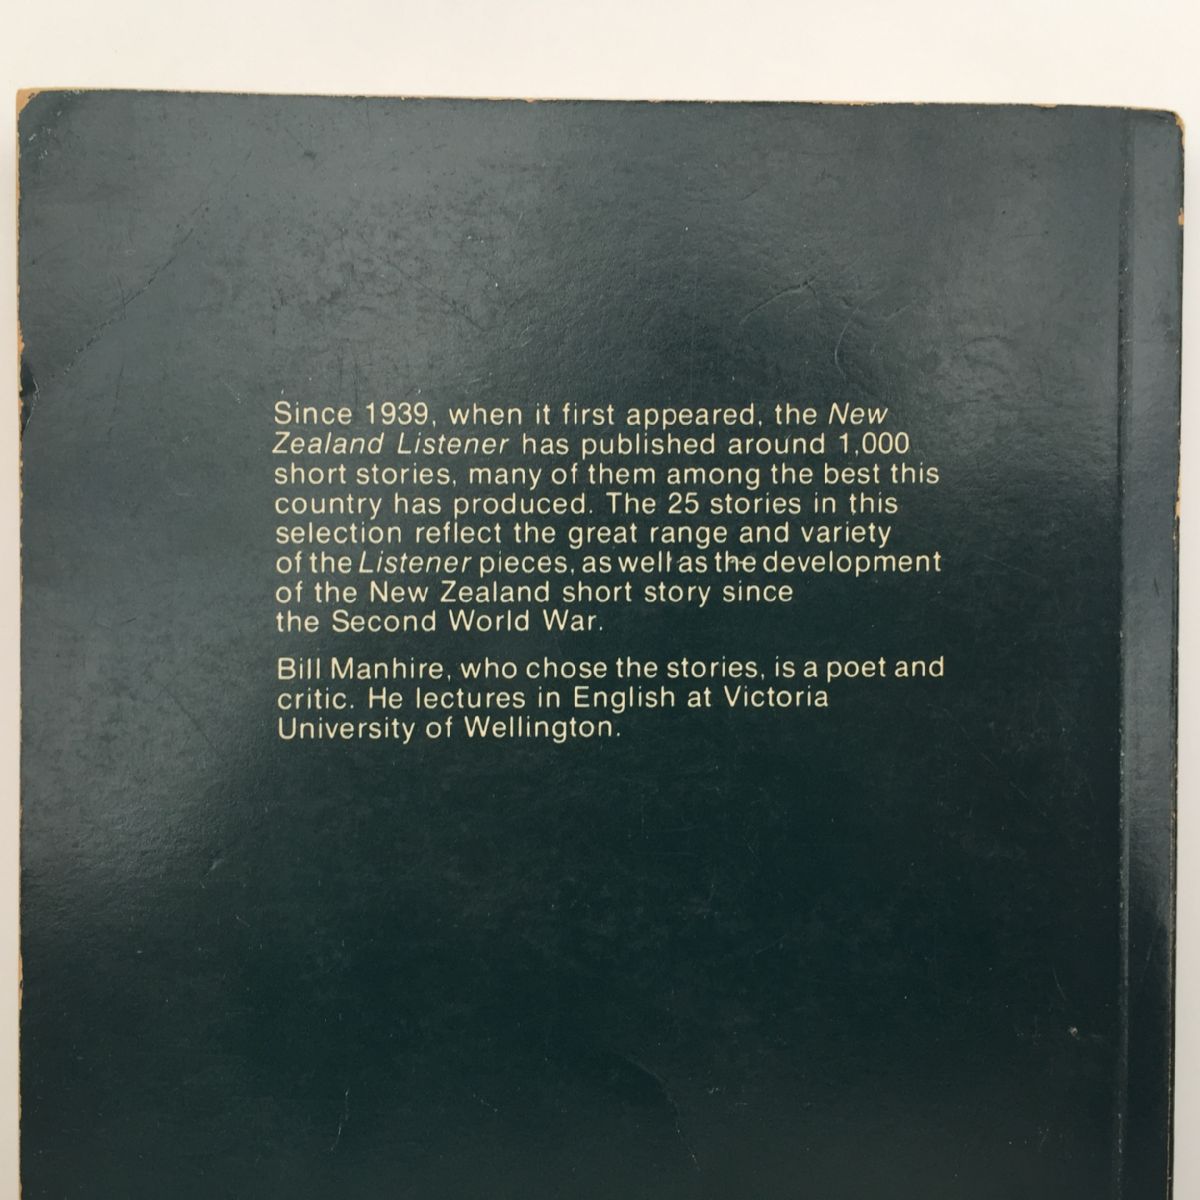 Since 1939, when it first appeared, the New
Zealand Listener has published around 1,000
short stories, many of them among the best this
country has produced. The 25 stories in this
selection reflect the great range and variety
of the Listener pieces, as well as the development
of the New Zealand short story since
the Second World War.
Bill Manhire, who chose the stories, is a poet and
critic. He lectures in English at Victoria
University of Wellington.